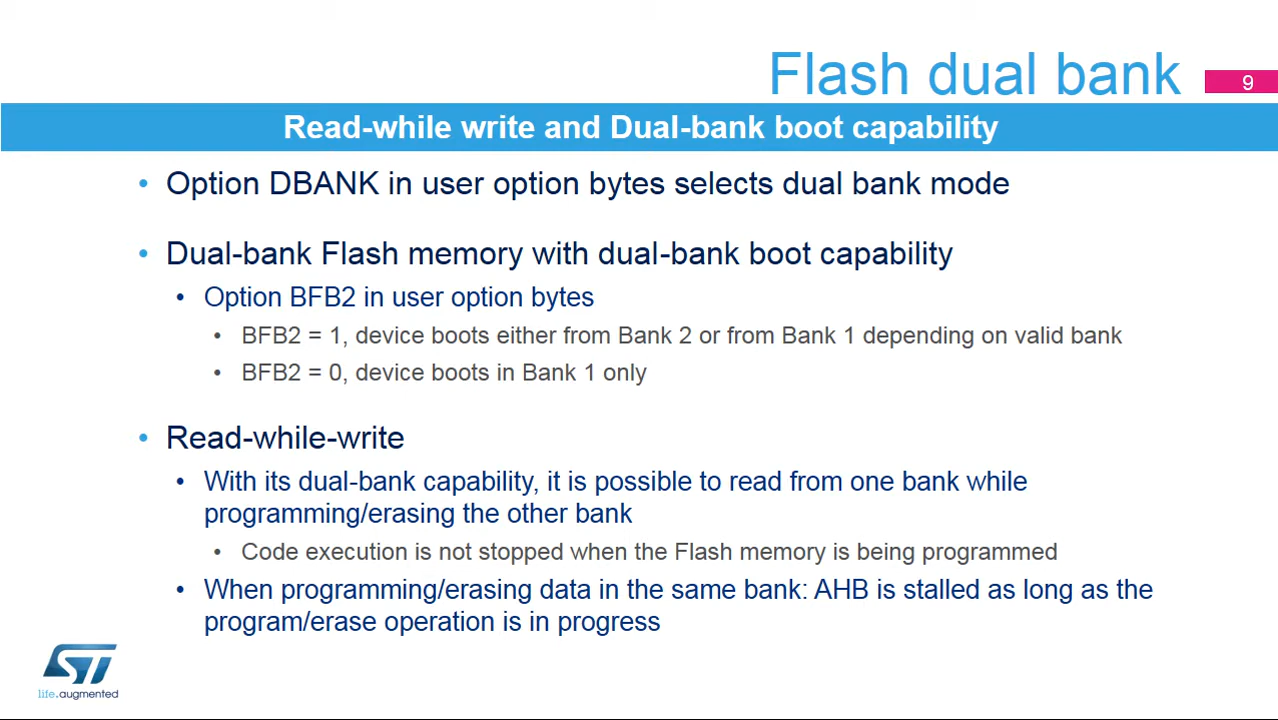 Flash dual bank
9
Read-while write and Dual-bank boot capability
• Option DBANK in user option bytes selects dual bank mode
• Dual-bank Flash memory with dual-bank boot capability
• Option BFB2 in user option bytes
• BFB2 = 1, device boots either from Bank 2 or from Bank 1 depending on valid bank
• BFB2 = 0, device boots in Bank 1 only
• Read-while-write
• With its dual-bank capability, it is possible to read from one bank while
programming/erasing the other bank
• Code execution is not stopped when the Flash memory is being programmed
• When programming/erasing data in the same bank: AHB is stalled as long as the
program/erase operation is in progress
ST
life.augmented